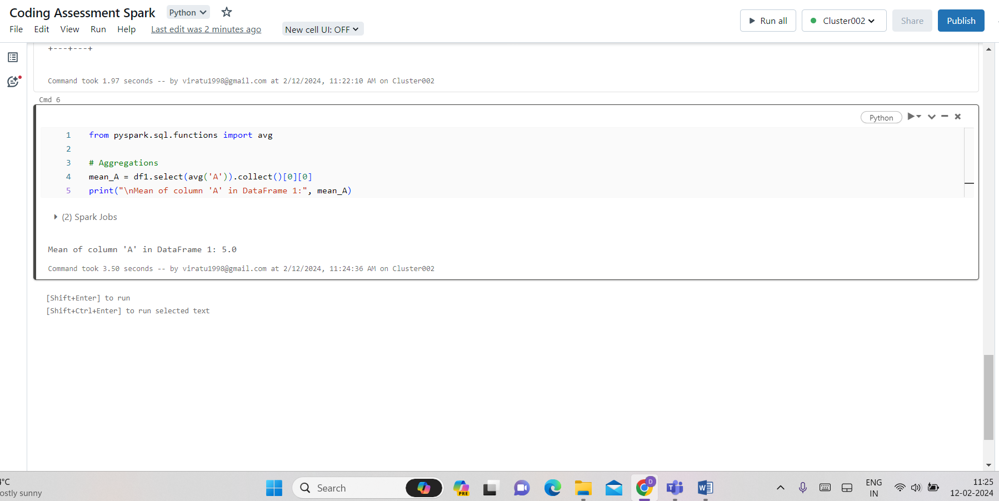 Coding Assessment Spark Python
File Edit View Run Help Last edit was 2 minutes ago New cell UI: OFF
Run all Cluster002 Share Publish
+---+---+
Command took 1.97 seconds -- by viratu1998@gmail.com at 2/12/2024, 11:22:10 AM on Cluster002
Cmd 6
Python
1 from pyspark.sql.functions import avg
2
3 # Aggregations
4 mean_A = df1.select(avg('A')).collect()[0][0]
5 print("\nMean of column 'A' in DataFrame 1:", mean_A)
(2) Spark Jobs
Mean of column 'A' in DataFrame 1: 5.0
Command took 3.50 seconds -- by viratu1998@gmail.com at 2/12/2024, 11:24:36 AM on Cluster002
[Shift+Enter] to run
[Shift+Ctrl+Enter] to run selected text
°C
ostly sunny
Search
PRE
D
ENG
IN
11:25
12-02-2024